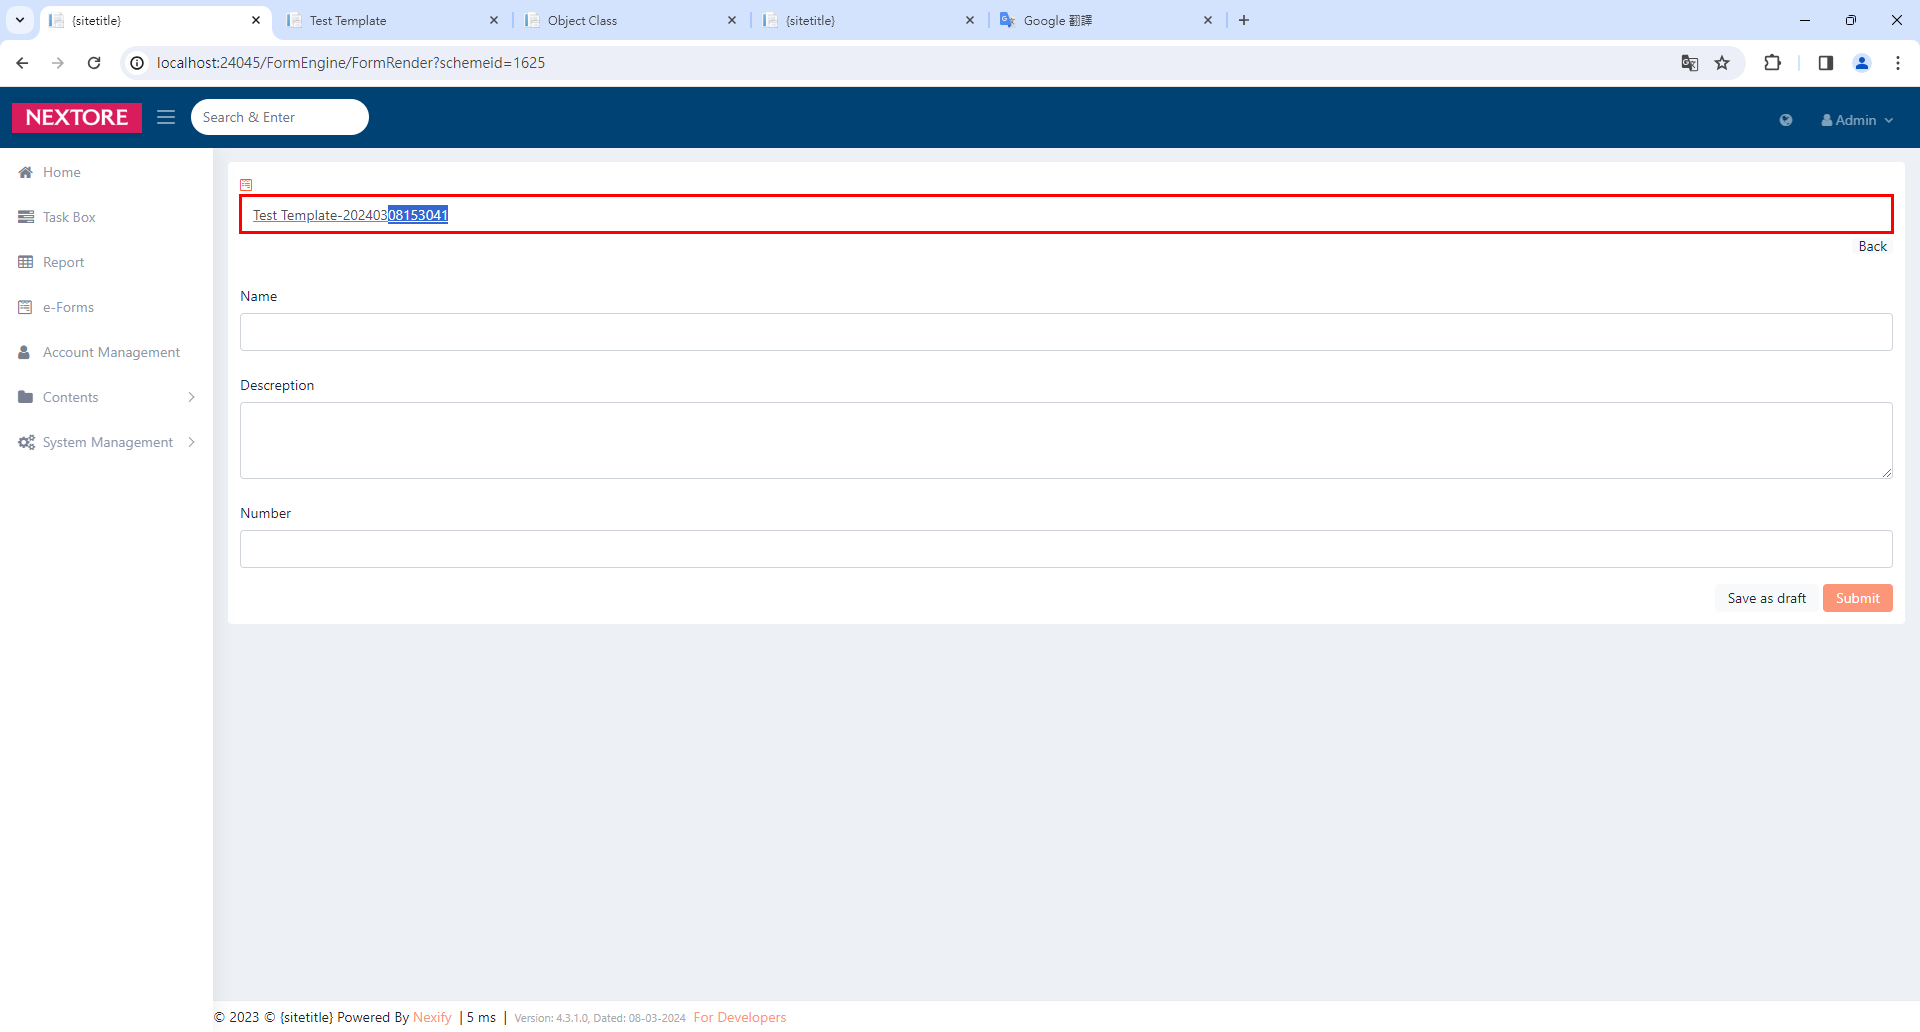 {sitetitle}
Test Template
Object Class
{sitetitle}
Google 翻譯
localhost:24045/FormEngine/FormRender?schemeid=1625
NEXTORE
Search & Enter
Admin
Home
Task Box
Report
e-Forms
Account Management
Contents
System Management
Test Template-20240308153041
Back
Name
Descreption
Number
Save as draft
Submit
© 2023 © {sitetitle} Powered By Nexify | 5 ms | Version: 4.3.1.0, Dated: 08-03-2024 For Developers